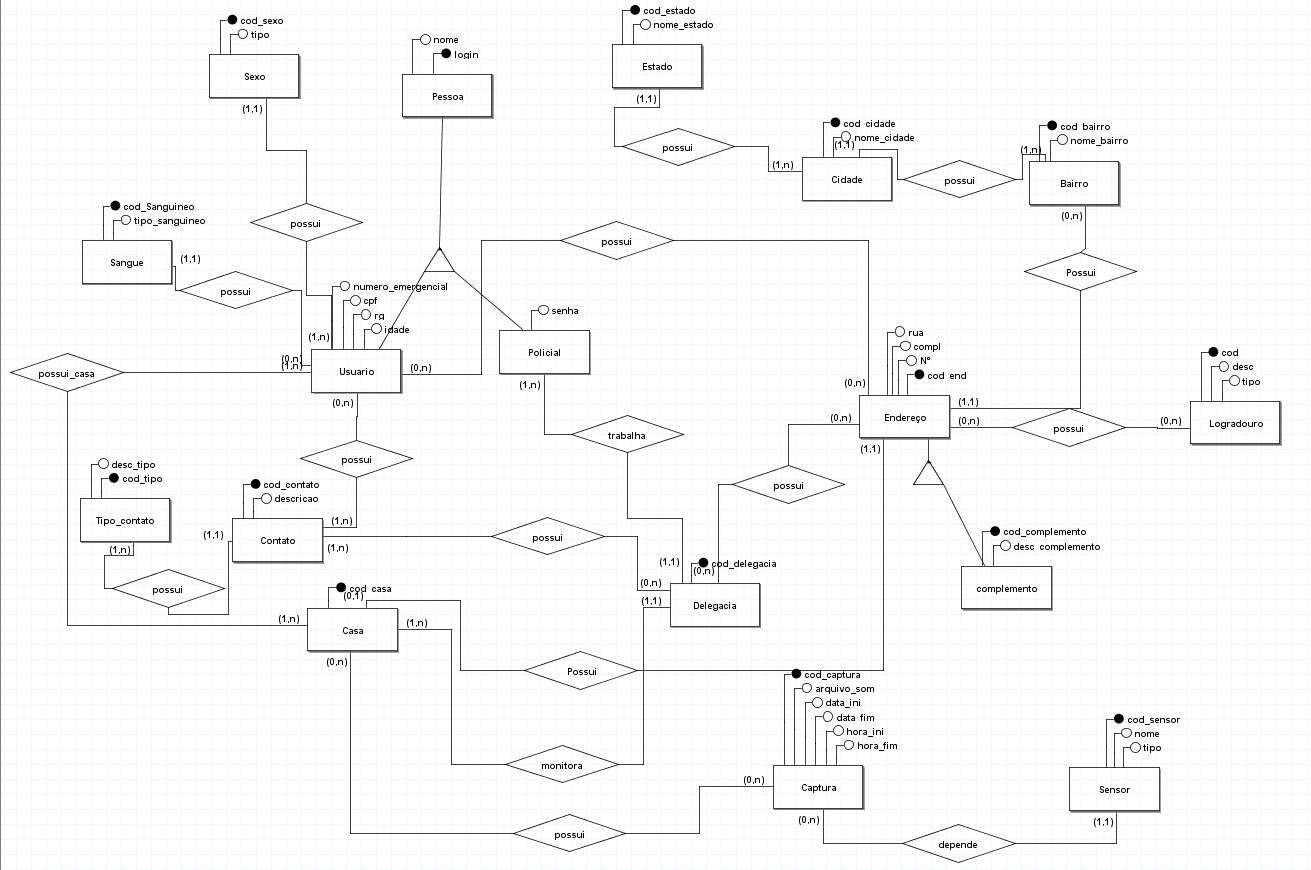 cod_estado
cod_sexo
nome_estado
tipo
nome
login
Estado
Sexo
Pessoa
(1,1)
(1,1)
cod_cidade
cod_bairro
nome_cidade
nome_bairro
(1,1)
possui
(1,n)
(1,n)
Cidade
possui
Bairro
cod_Sanguineo
tipo_sanguineo
(0,n)
possui
possui
(1,1)
Sangue
Possui
possui
numero_emergencial
cpf
rg
idade
senha
rua
(1,n)
compl
Policial
cod
(0,n)
(1,n)
N°
desc
possui_casa
Usuario
(0,n)
cod_end
tipo
(0,n)
(1,n)
(0,n)
(1,1)
(0,n)
Endereço
(0,n)
possui
(0,n)
Logradouro
trabalha
(1,1)
possui
desc_tipo
cod_tipo
cod_contato
possui
descricao
Tipo_contato
(1,n)
(1,1)
Contato
possui
cod_complemento
(1,n)
(1,n)
desc_complemento
(1,1)
cod_delegacia
(0,n)
possui
cod_casa
(0,n)
complemento
(0,1)
(1,1)
Delegacia
(1,n)
Casa
(1,n)
(0,n)
Possui
cod_captura
arquivo_som
data_ini
data_fim
cod_sensor
hora_ini
nome
hora_fim
tipo
monitora
(0,n)
Captura
Sensor
(0,n)
(1,1)
possui
depende